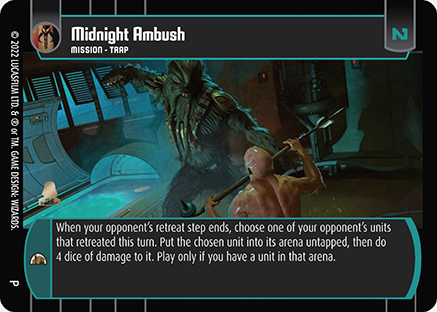 Midnight Ambush
MISSION - TRAP
2
© 2022 LUCASFILM LTD. & ® or TM. GAME DESIGN: WIZARDS.
P
When your opponent's retreat step ends, choose one of your opponent's units
that retreated this turn. Put the chosen unit into its arena untapped, then do
4 dice of damage to it. Play only if you have a unit in that arena.